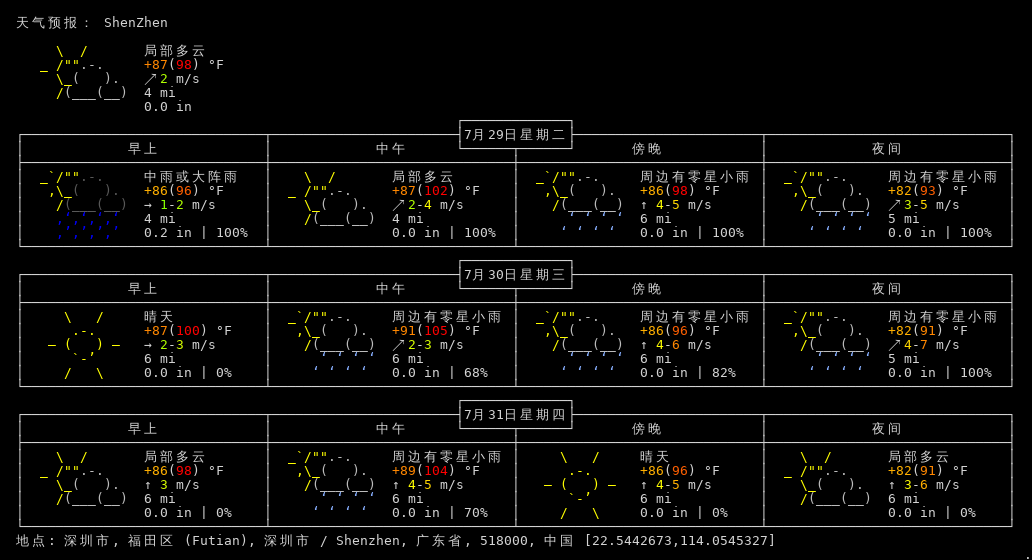 天气预报： ShenZhen
局部多云
+87(98) °F
↗2 m/s
4 mi
0.0 in
7月29日星期二
早上 中午 傍晚 夜间
中雨或大阵雨 局部多云 周边有零星小雨 周边有零星小雨
+86(96) °F +87(102) °F +86(98) °F +82(93) °F
→ 1-2 m/s ↗2-4 m/s ↑ 4-5 m/s ↗3-5 m/s
4 mi 4 mi 6 mi 5 mi
0.2 in | 100% 0.0 in | 100% 0.0 in | 100% 0.0 in | 100%
7月30日星期三
早上 中午 傍晚 夜间
晴天 周边有零星小雨 周边有零星小雨 周边有零星小雨
+87(100) °F +91(105) °F +86(96) °F +82(91) °F
→ 2-3 m/s ↗2-3 m/s ↑ 4-6 m/s ↗4-7 m/s
6 mi 6 mi 6 mi 5 mi
0.0 in | 0% 0.0 in | 68% 0.0 in | 82% 0.0 in | 100%
7月31日星期四
早上 中午 傍晚 夜间
局部多云 周边有零星小雨 晴天 局部多云
+86(98) °F +89(104) °F +86(96) °F +82(91) °F
↑ 3 m/s ↑ 4-5 m/s ↑ 4-5 m/s ↑ 3-6 m/s
6 mi 6 mi 6 mi 6 mi
0.0 in | 0% 0.0 in | 70% 0.0 in | 0% 0.0 in | 0%
地点: 深圳市, 福田区 (Futian), 深圳市 / Shenzhen, 广东省, 518000, 中国 [22.5442673,114.0545327]